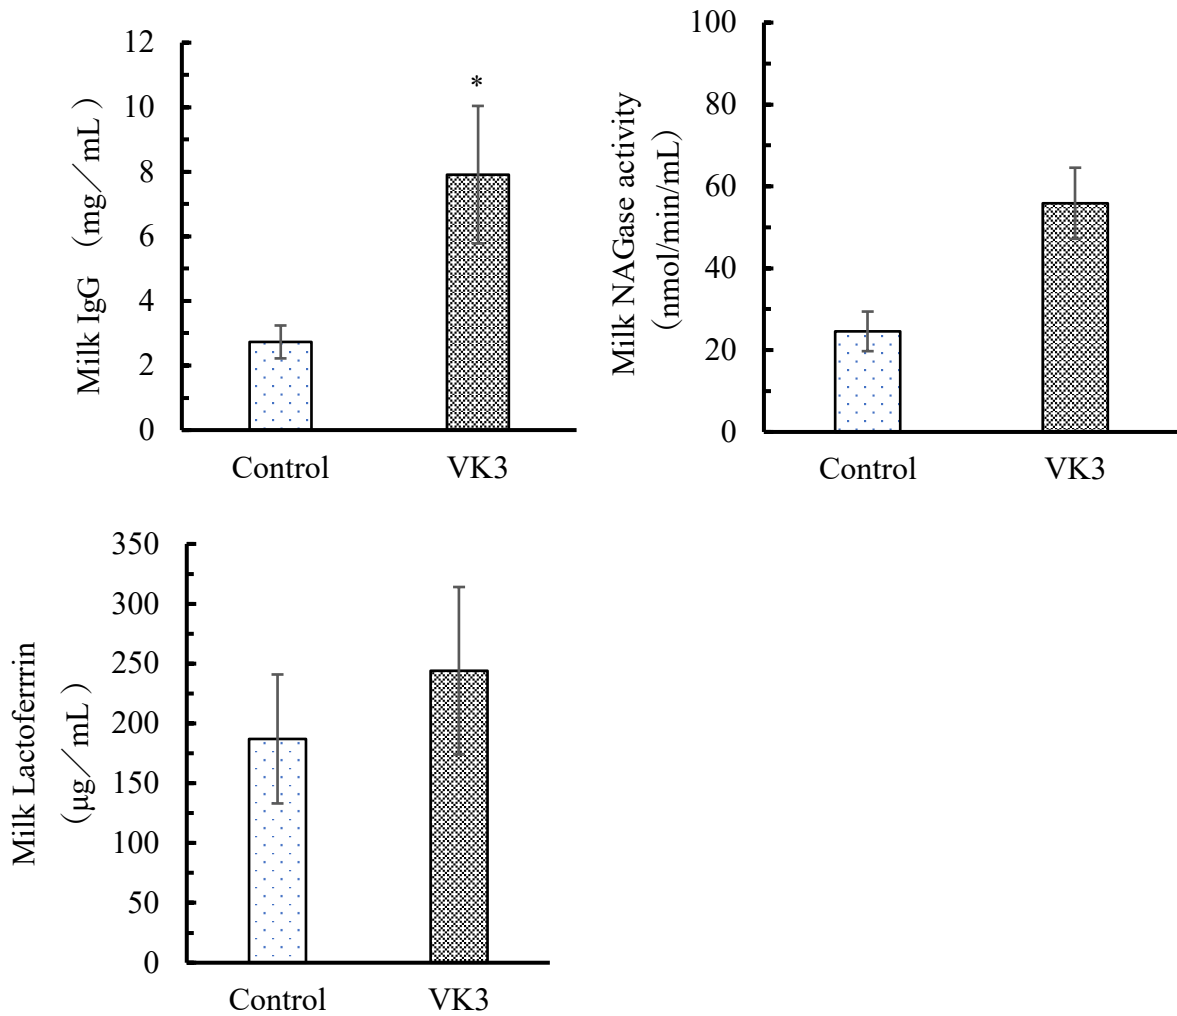 Milk IgG （mg／mL）
12
10
8
6
4
2
0
*
Control
VK3
Milk NAGase activity
（nmol/min/mL）
100
80
60
40
20
0
Control
VK3
Milk Lactoferrrin
（µg／mL）
350
300
250
200
150
100
50
0
Control
VK3